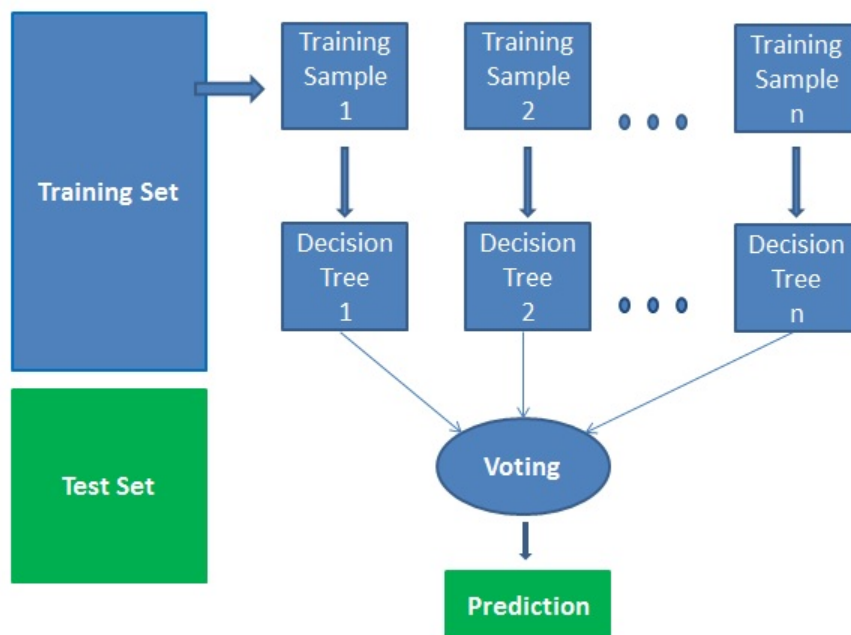 Training Set
Training
Sample
1
Training
Sample
2
Training
Sample
n
Decision
Tree
1
Decision
Tree
2
Decision
Tree
n
Test Set
Voting
Prediction